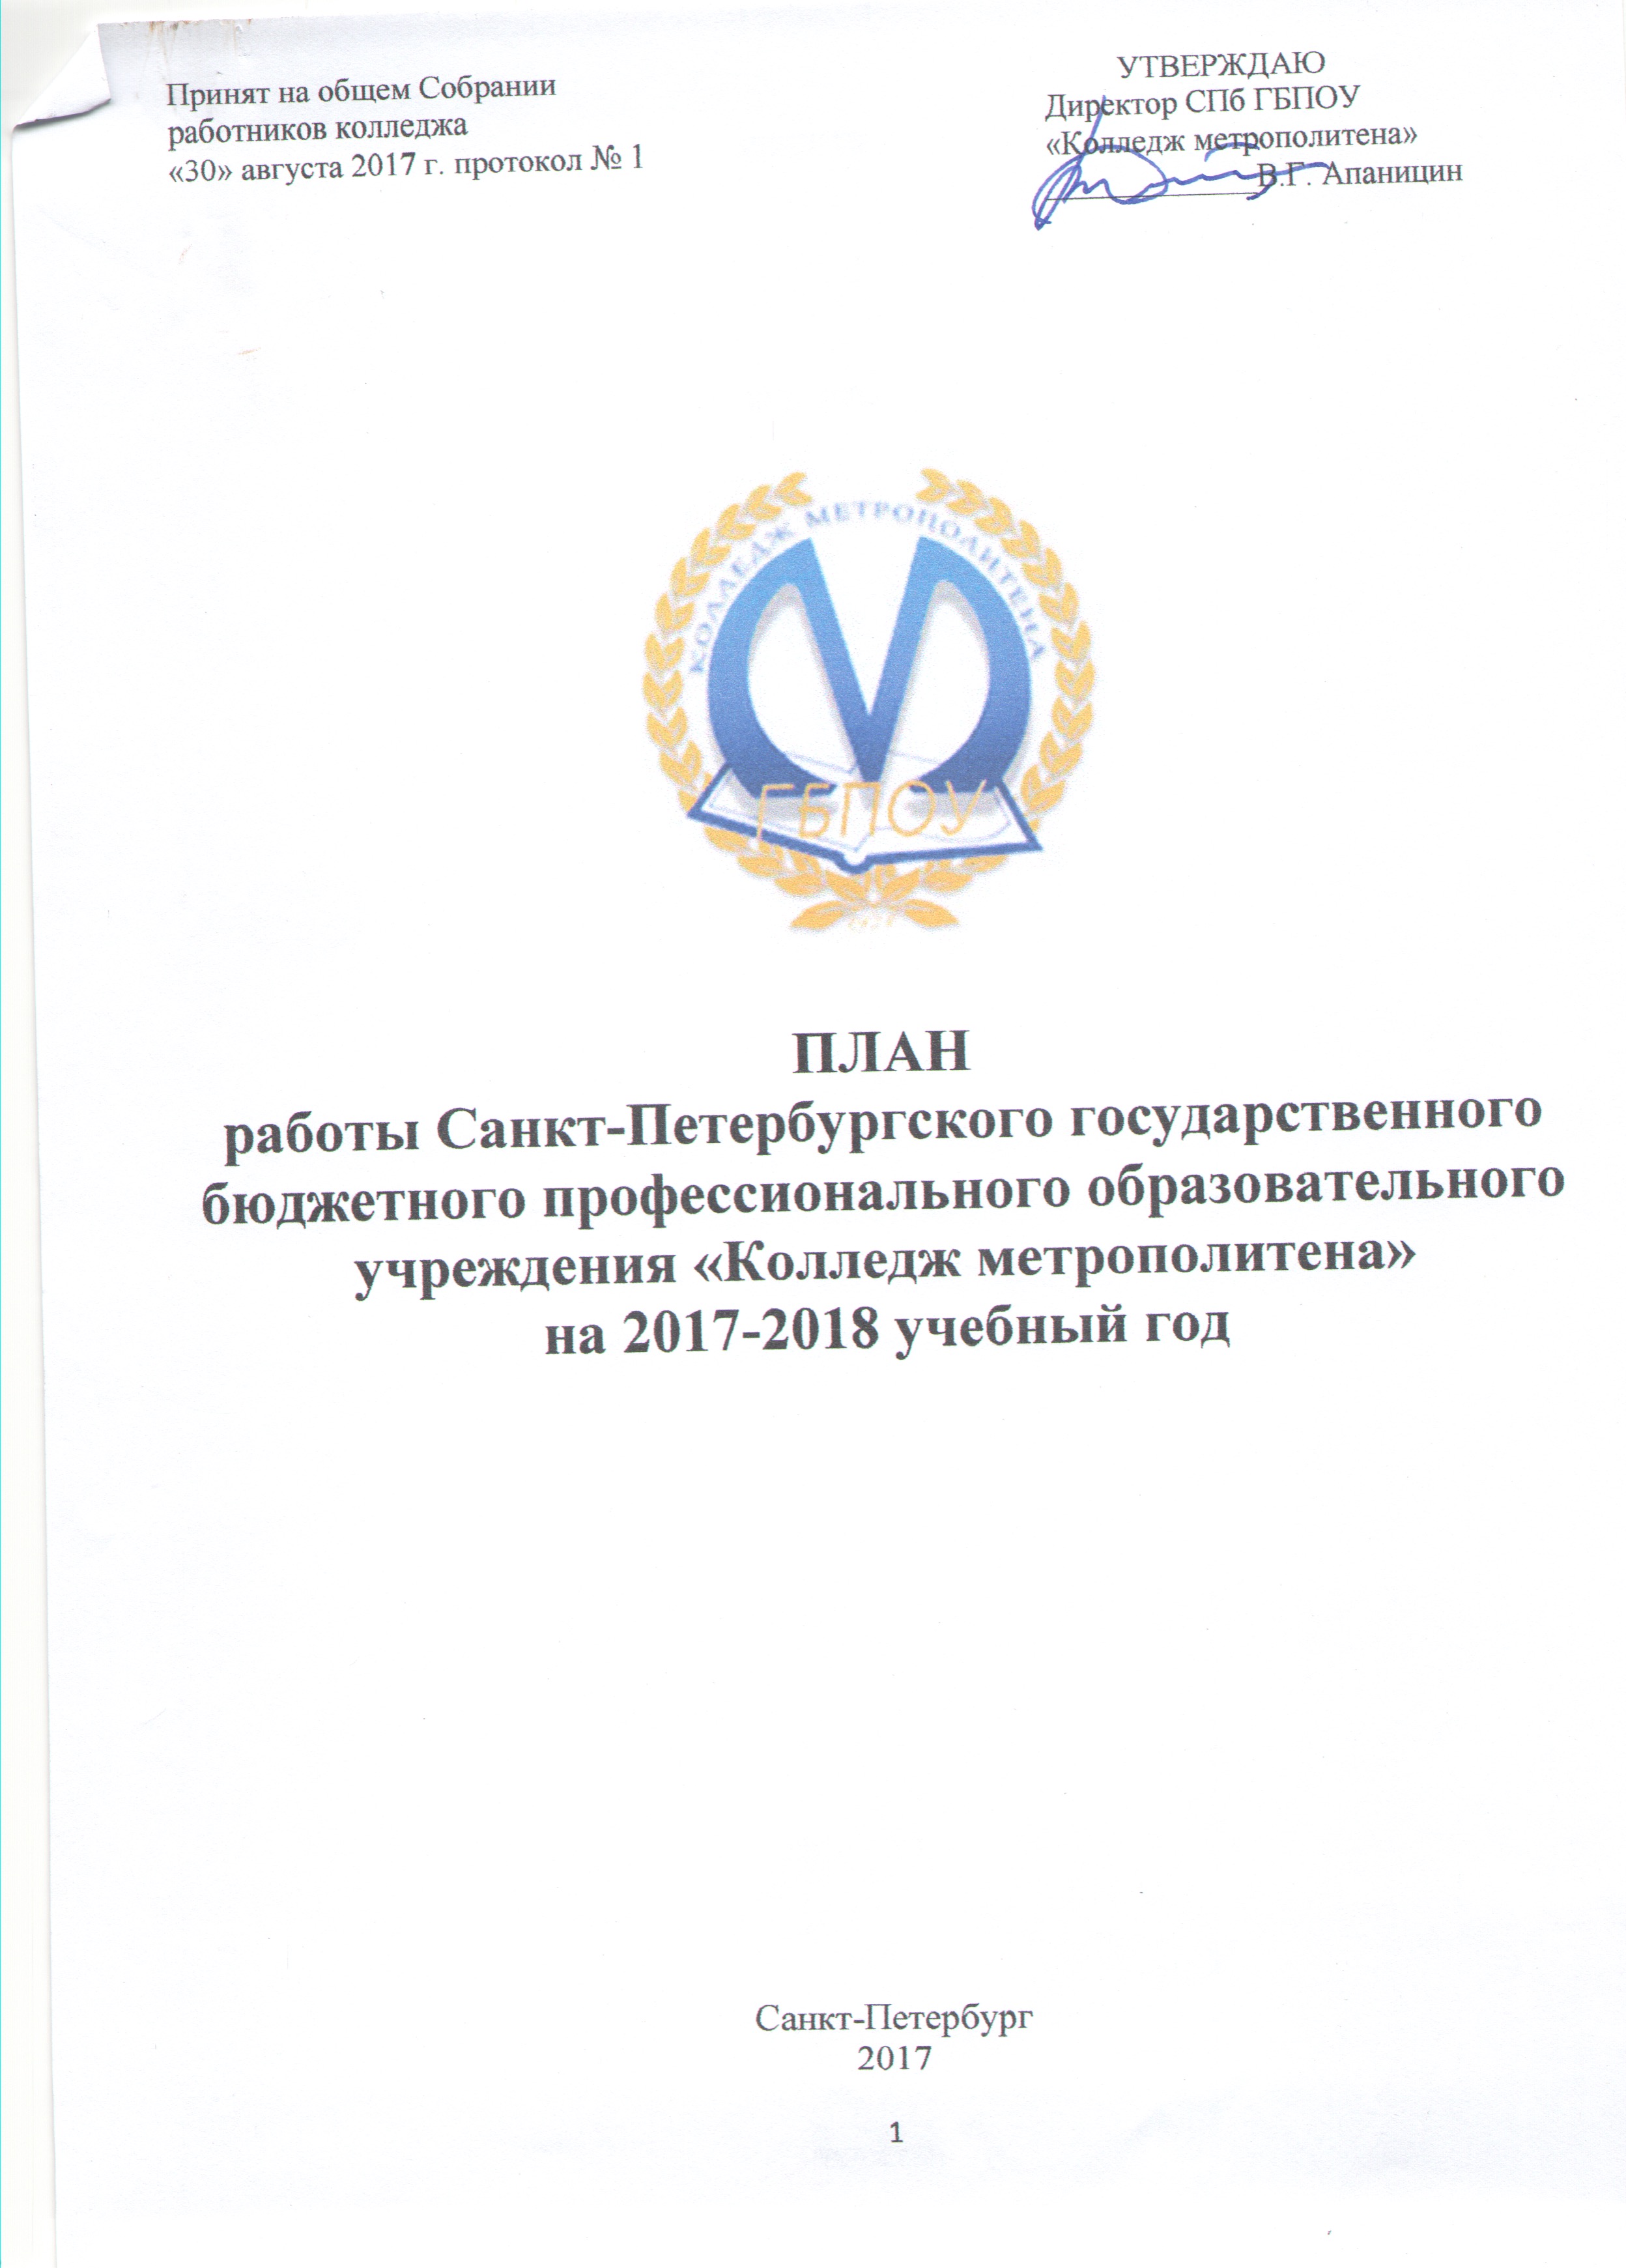 Принят на общем Собрании
работников колледжа
«30» августа 2017 г. протокол № 1
УТВЕРЖДАЮ
Директор СПб ГБПОУ
«Колледж метрополитена»
В.Г. Апаницин
КОЛЛЕДЖ МЕТРОПОЛИТЕНА
ГБПОУ
ПЛАН
работы Санкт-Петербургского государственного
бюджетного профессионального образовательного
учреждения «Колледж метрополитена»
на 2017-2018 учебный год
Санкт-Петербург
2017
1